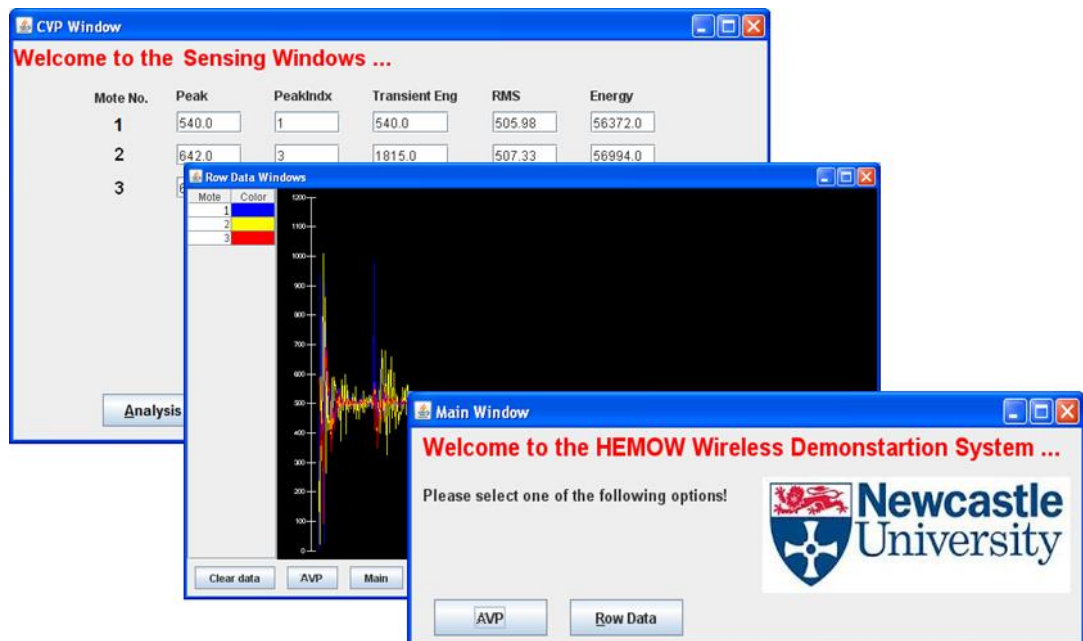 CVP Window
Welcome to the Sensing Windows ...
Mote No. Peak PeakIndx Transient Eng RMS Energy
1 540.0 1 540.0 505.98 56372.0
2 642.0 3 1815.0 507.33 56994.0
3
Analysis
Row Data Windows
Mote Color
1
2
3
1200
1100
1000
900
800
700
600
500
400
300
200
100
0
Clear data AVP Main
Main Window
Welcome to the HEMOW Wireless Demonstartion System ...
Please select one of the following options!
Newcastle
University
AVP Row Data